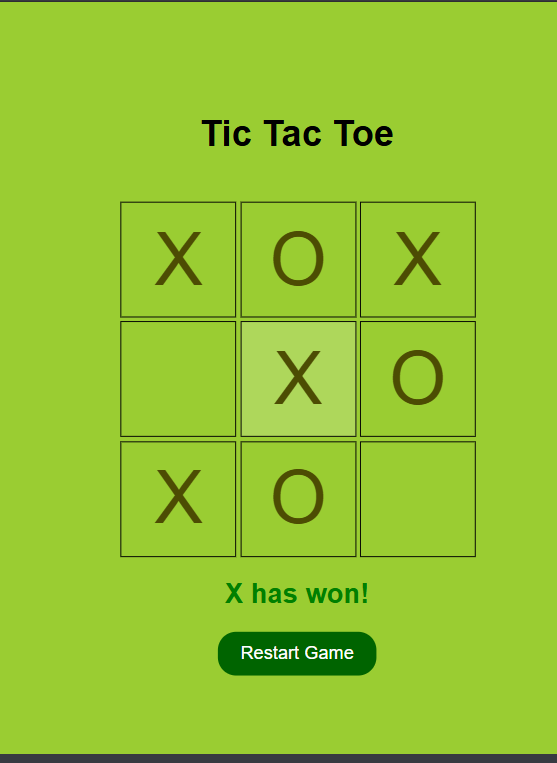 Tic Tac Toe
X O X
X O
X O
X has won!
Restart Game